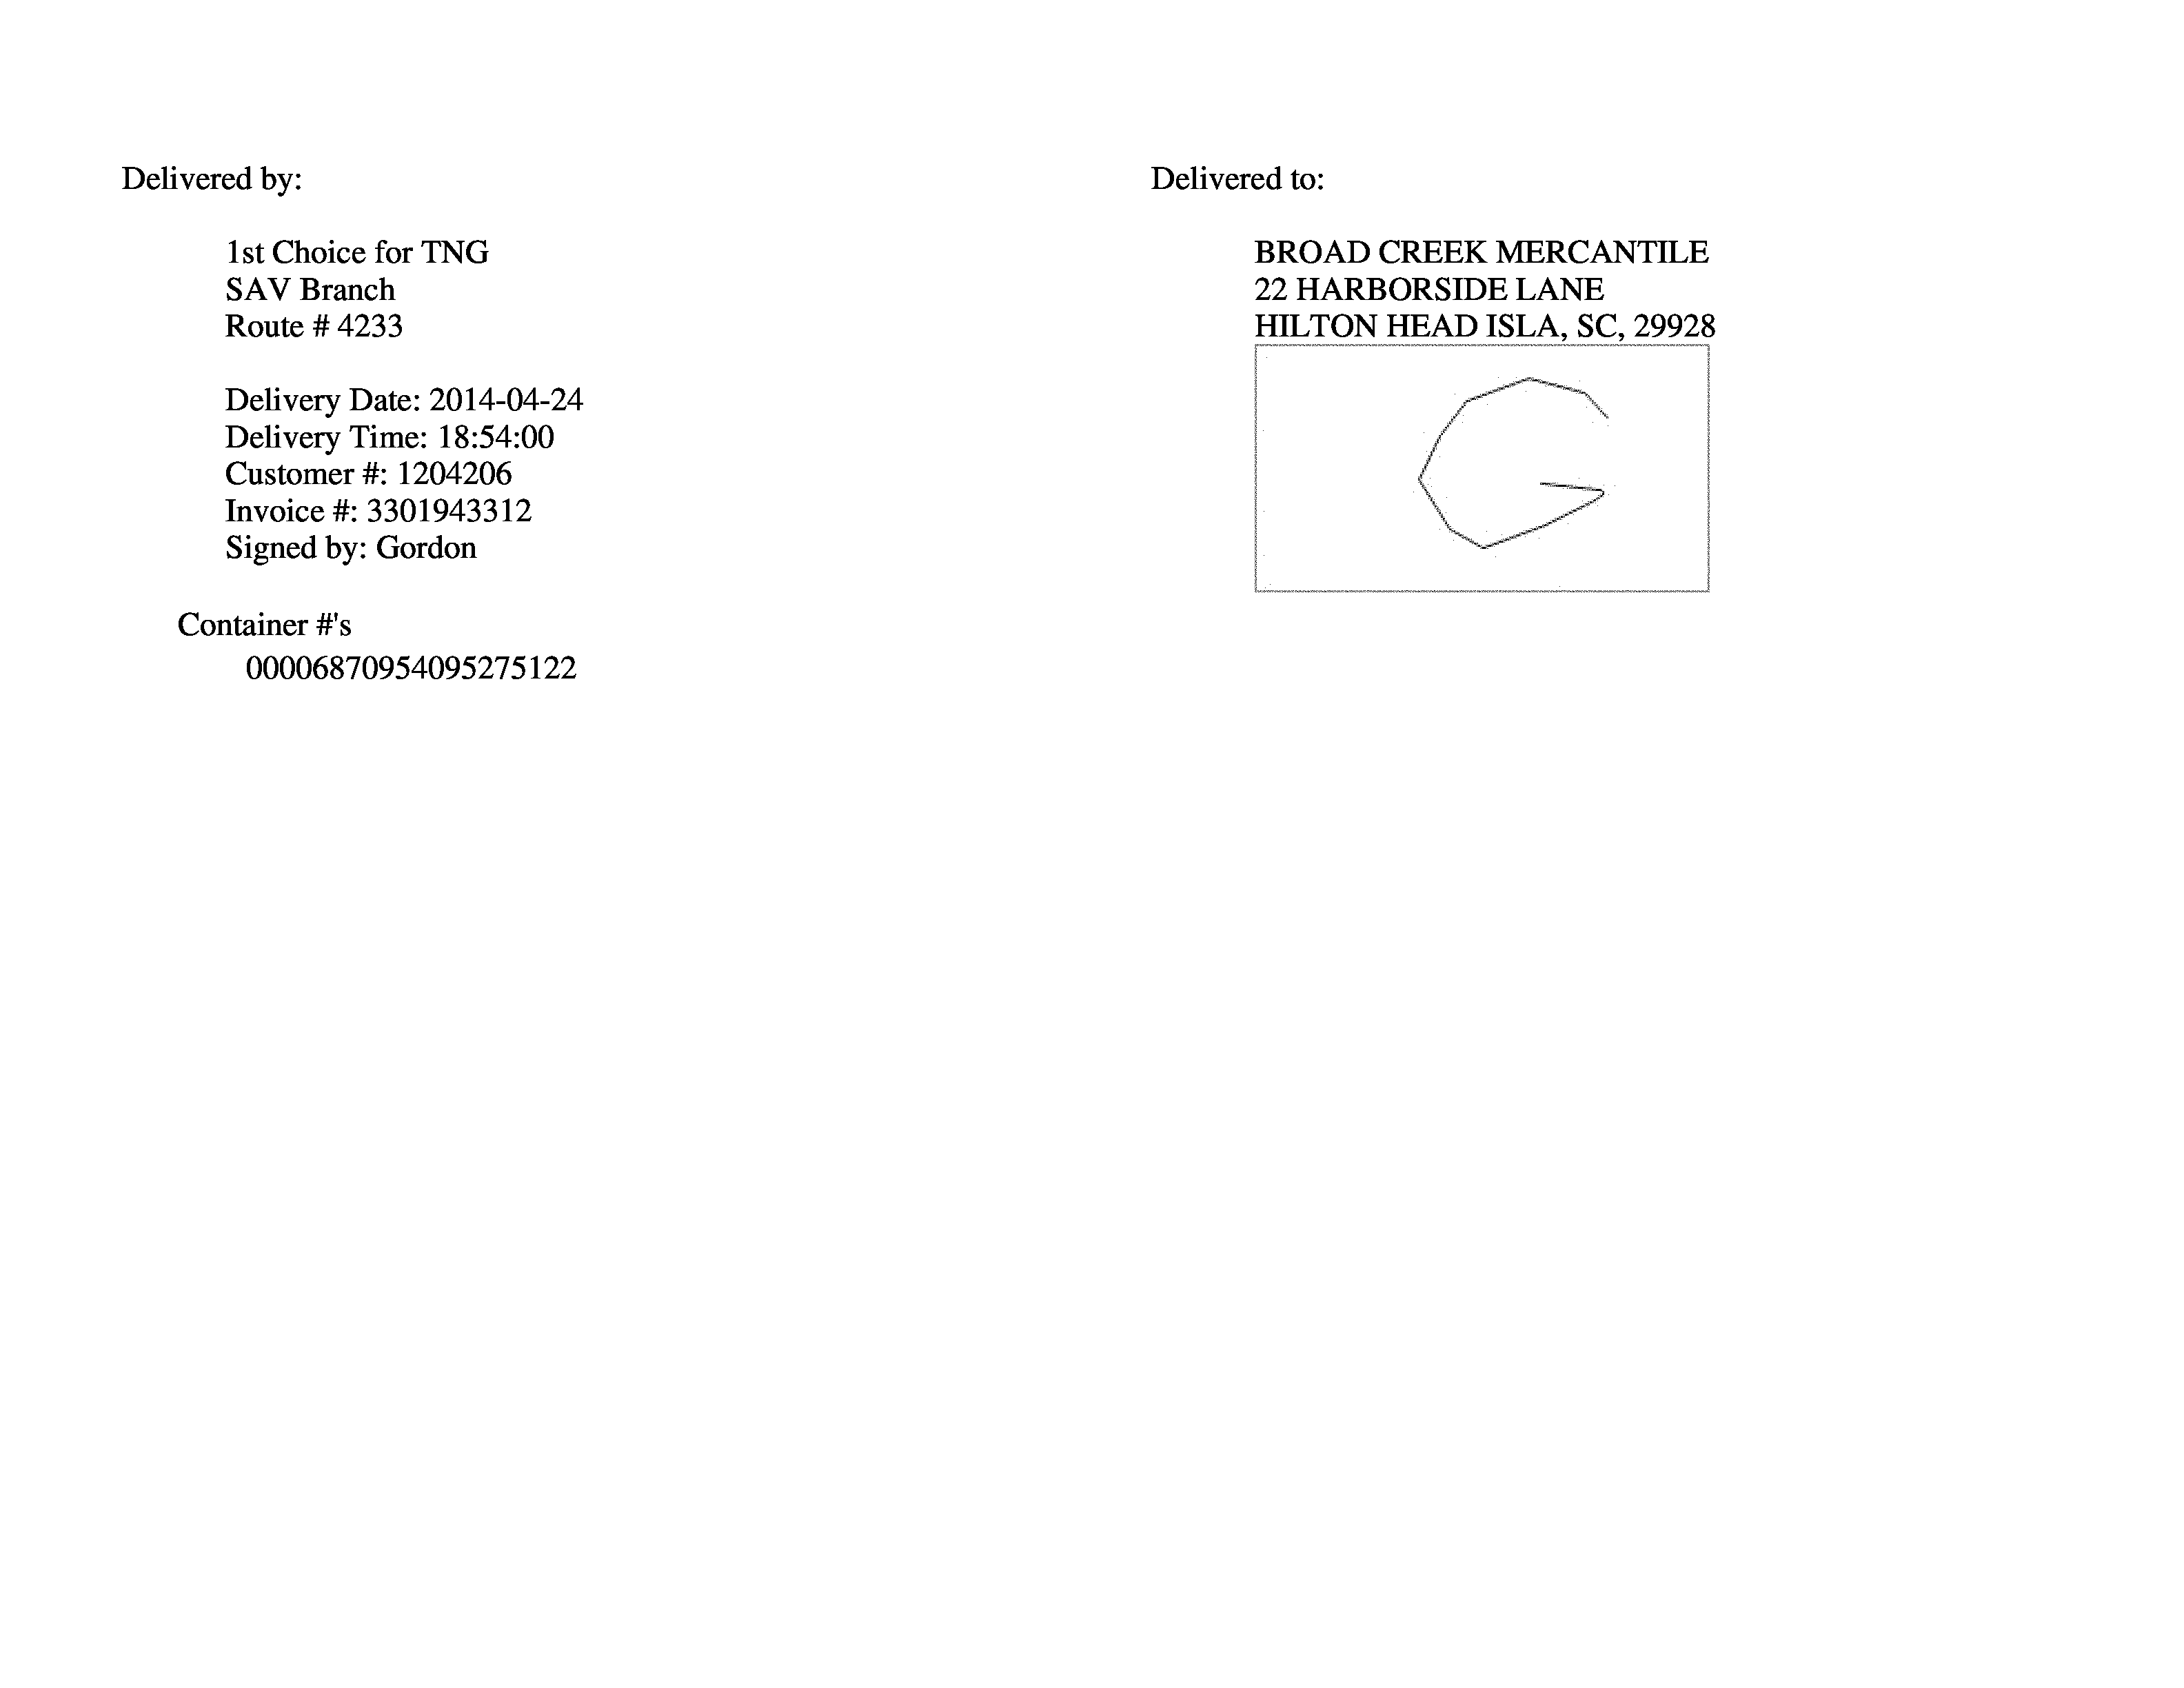 Delivered by:
1st Choice for TNG
SAV Branch
Route # 4233
Delivery Date: 2014-04-24
Delivery Time: 18:54:00
Customer #: 1204206
Invoice #: 3301943312
Signed by: Gordon
Container #'s
00006870954095275122
Delivered to:
BROAD CREEK MERCANTILE
22 HARBORSIDE LANE
HILTON HEAD ISLA, SC, 29928
G